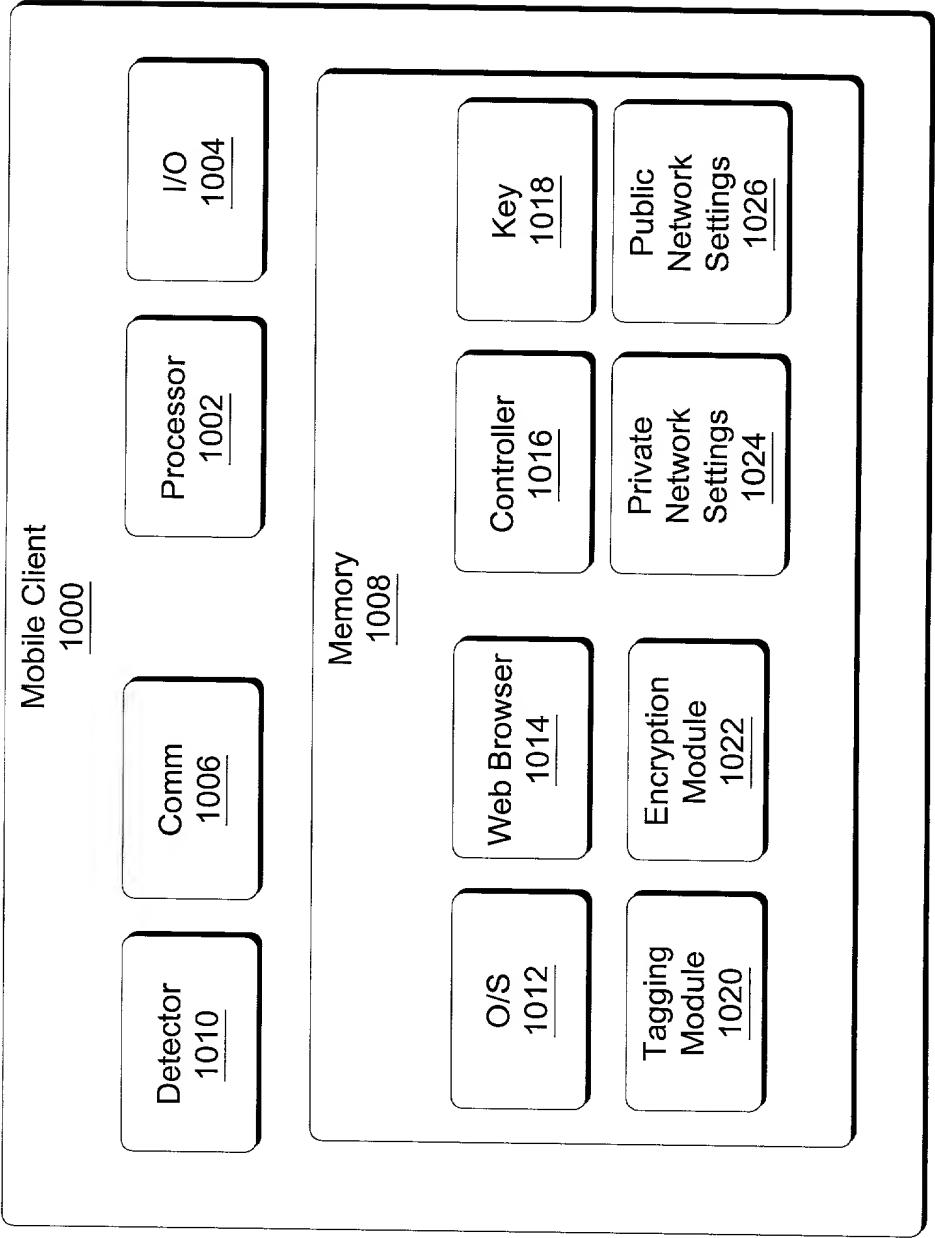 Mobile Client
1000
Detector
1010
Comm
1006
Processor
1002
I/O
1004
Memory
1008
O/S
1012
Web Browser
1014
Controller
1016
Key
1018
Tagging
Module
1020
Encryption
Module
1022
Private
Network
Settings
1024
Public
Network
Settings
1026